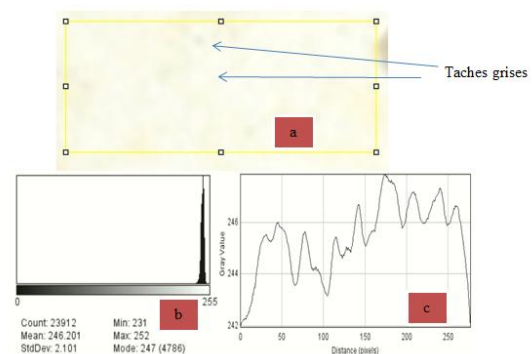 Taches grises
a
0
255
b
Count: 23912
Min: 231
Mean: 246.201
Max: 252
StdDev: 2.101
Mode: 247 (4786)
Gray Value
246
244
242
c
0
50
100
150
200
250
Distance (pixels)